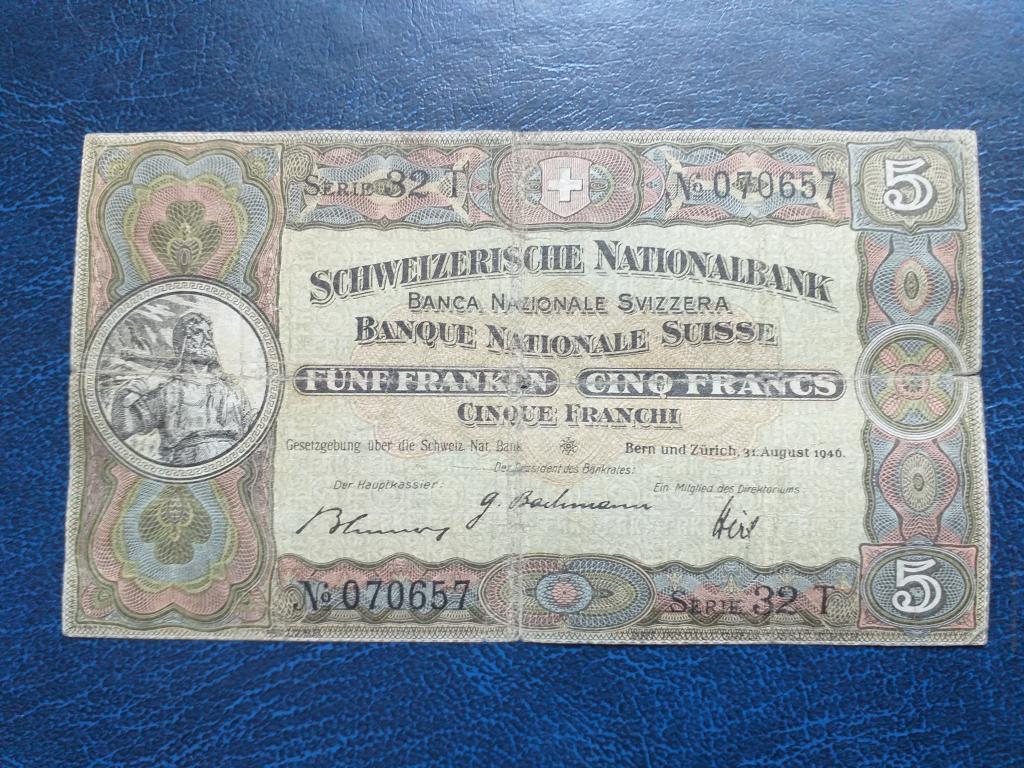 SERIE 32 T
No 070657
5
SCHWEIZERISCHE NATIONALBANK
BANCA NAZIONALE SVIZZERA
BANQUE NATIONALE SUISSE
FÜNF FRANKEN CINQ FRANCS
CINQUE FRANCHI
Gesetzgebung über die Schweiz. Nat. Bank
Bern und Zürich, 31. August 1946.
Der Präsident des Bankrates:
Der Hauptkassier:
Ein Mitglied des Direktoriums:
G. Bachmann
Hirs
5
No 070657
SERIE 32 T